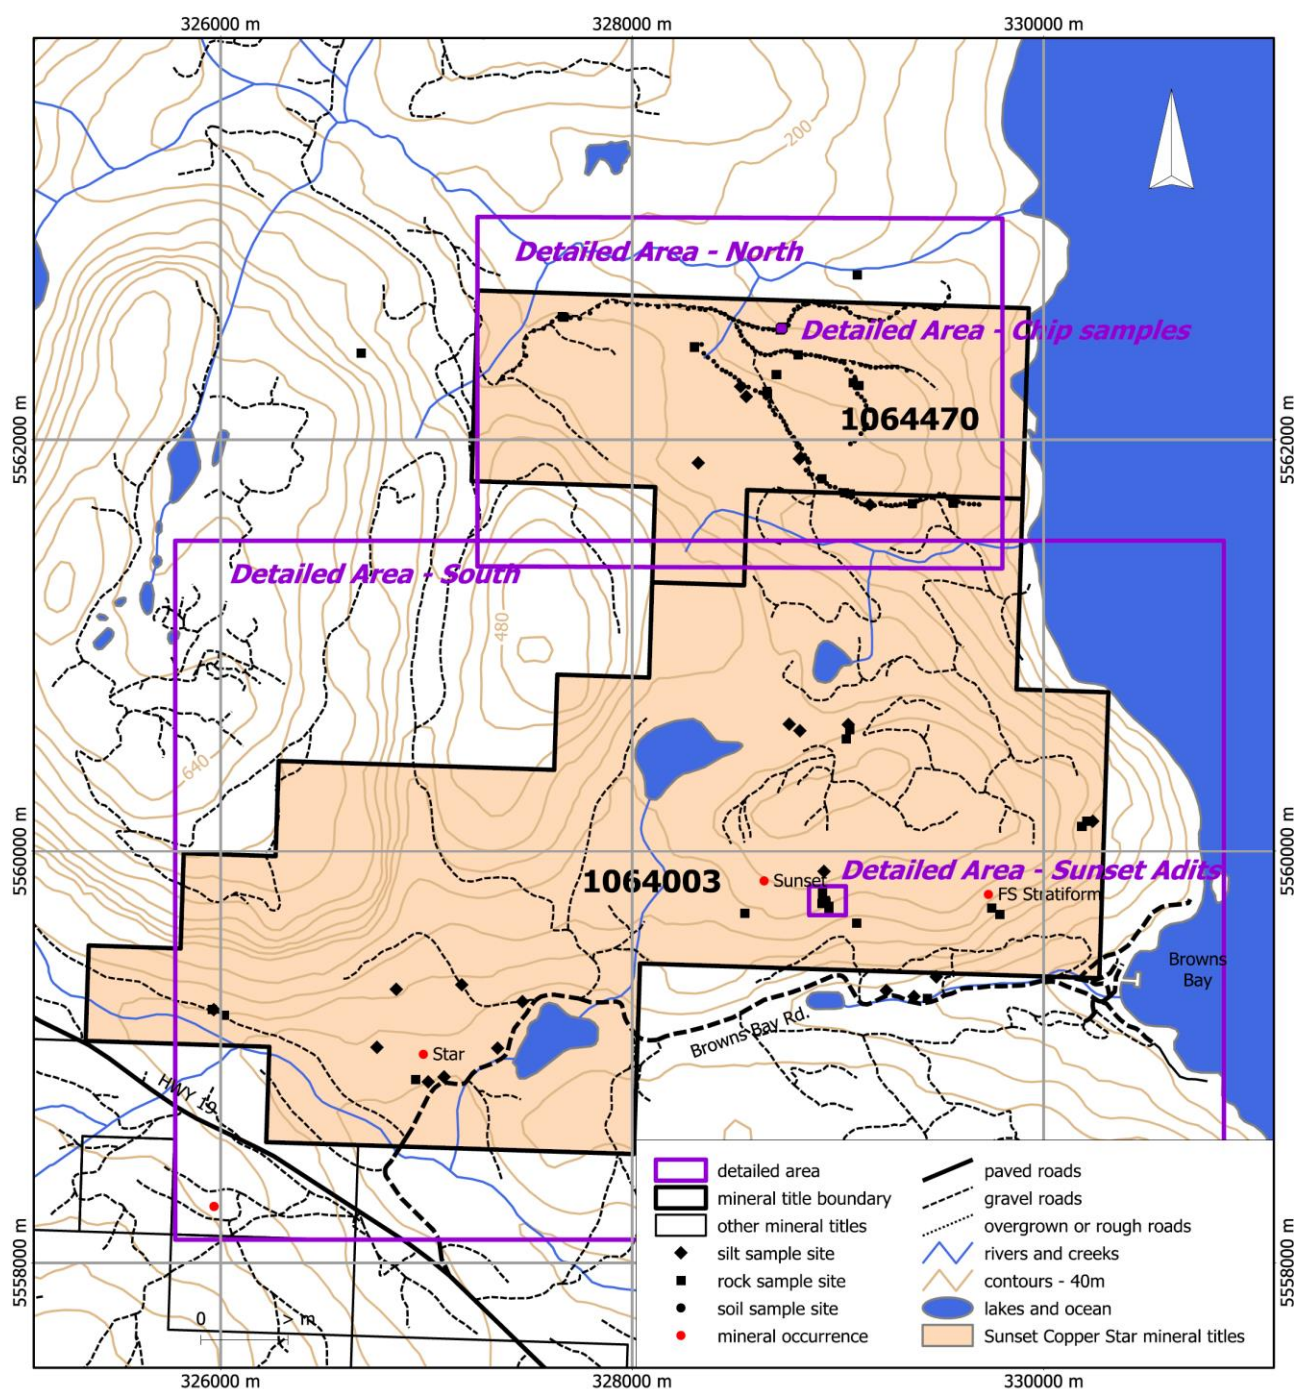 326000 m
328000 m
330000 m
200
Detailed Area - North
Detailed Area - Chip samples
1064470
5562000 m
5562000 m
Detailed Area - South
480
640
5560000 m
5560000 m
Detailed Area - Sunset Adits
1064003
Sunset
FS Stratiform
Browns
Bay
Browns Bay Rd.
Star
HWY 19
5558000 m
5558000 m
detailed area
mineral title boundary
other mineral titles
silt sample site
rock sample site
soil sample site
mineral occurrence
paved roads
gravel roads
overgrown or rough roads
rivers and creeks
contours - 40m
lakes and ocean
Sunset Copper Star mineral titles
0 > m
326000 m
328000 m
330000 m